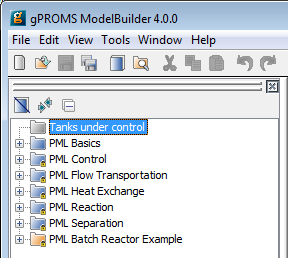 gPROMS ModelBuilder 4.0.0
File Edit View Tools Window Help
Tanks under control
PML Basics
PML Control
PML Flow Transportation
PML Heat Exchange
PML Reaction
PML Separation
PML Batch Reactor Example